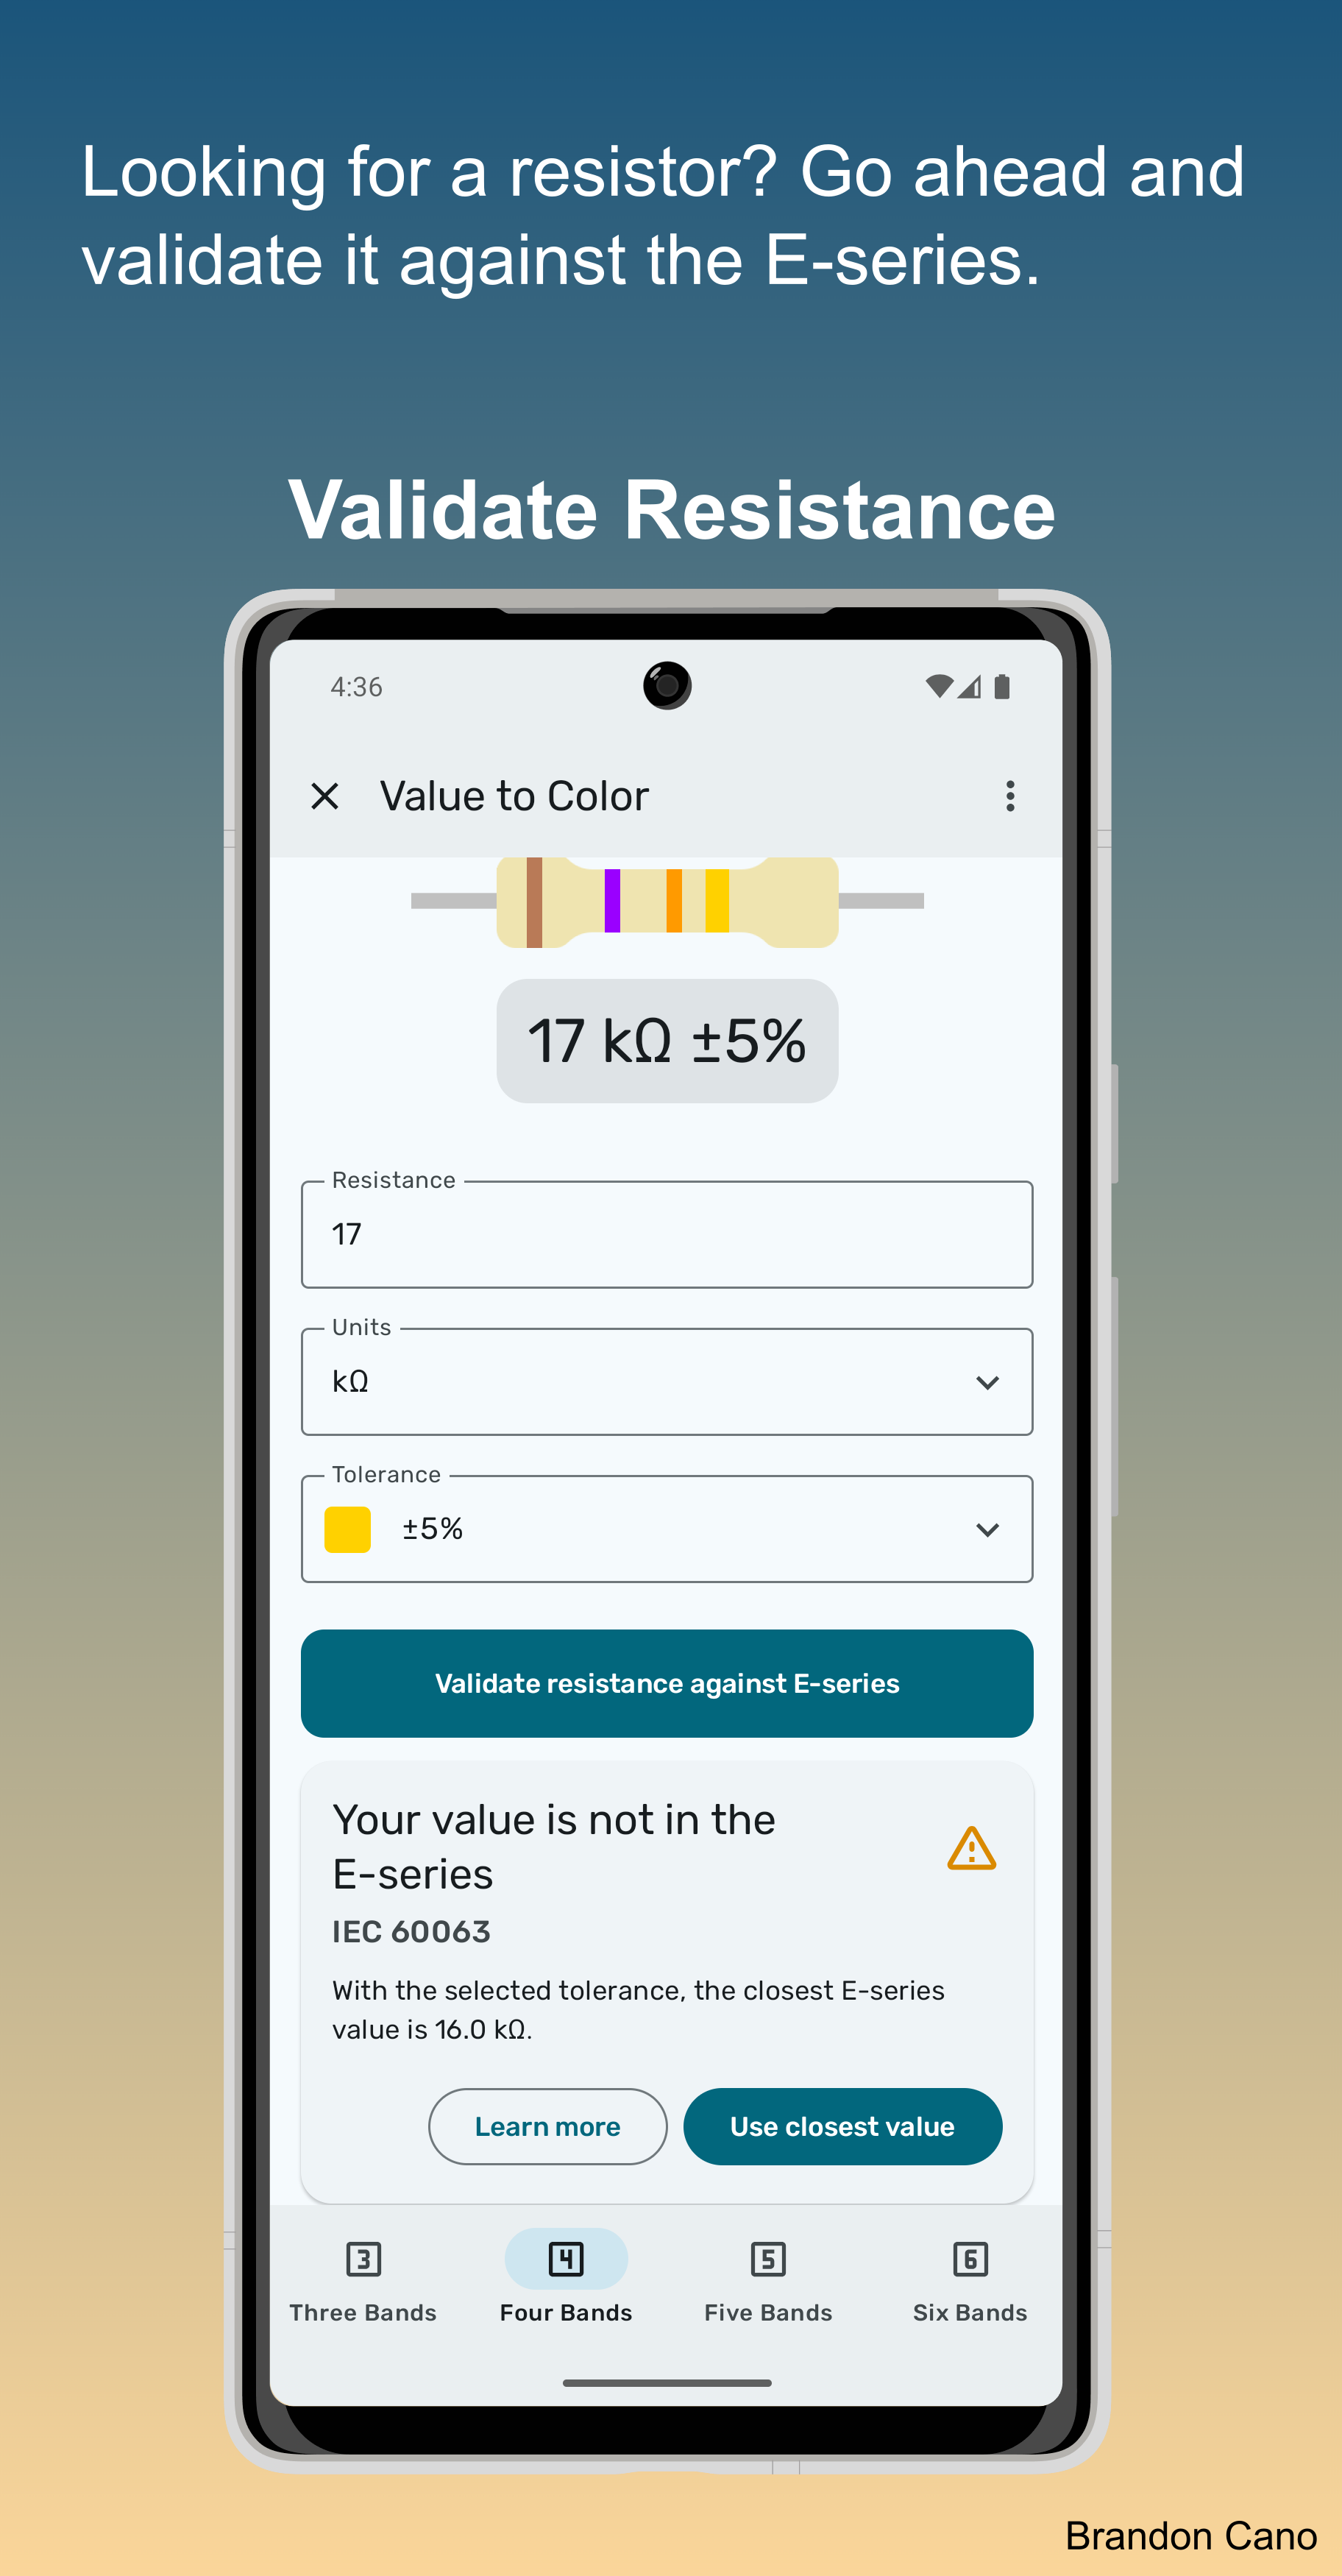 Looking for a resistor? Go ahead and
validate it against the E-series.
Validate Resistance
4:36
Value to Color
17 kΩ ±5%
Resistance
17
Units
kΩ
Tolerance
±5%
Validate resistance against E-series
Your value is not in the
E-series
IEC 60063
With the selected tolerance, the closest E-series
value is 16.0 kΩ.
Learn more
Use closest value
3
4
5
6
Three Bands
Four Bands
Five Bands
Six Bands
Brandon Cano